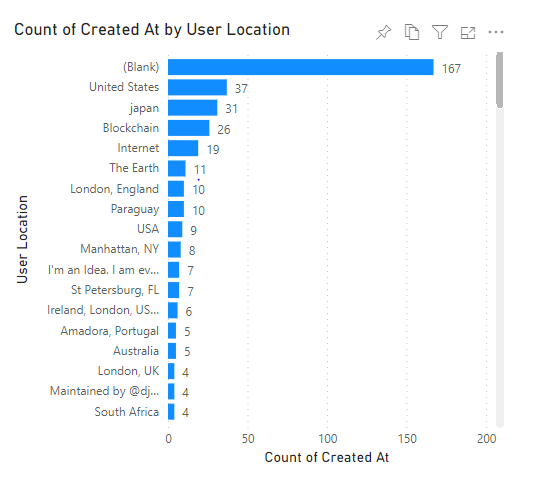 Count of Created At by User Location
(Blank) 167
United States 37
japan 31
Blockchain 26
Internet 19
The Earth 11
London, England 10
Paraguay 10
USA 9
Manhattan, NY 8
I'm an Idea. I am ev... 7
St Petersburg, FL 7
Ireland, London, US... 6
Amadora, Portugal 5
Australia 5
London, UK 4
Maintained by @dj... 4
South Africa 4
User Location
0 50 100 150 200
Count of Created At